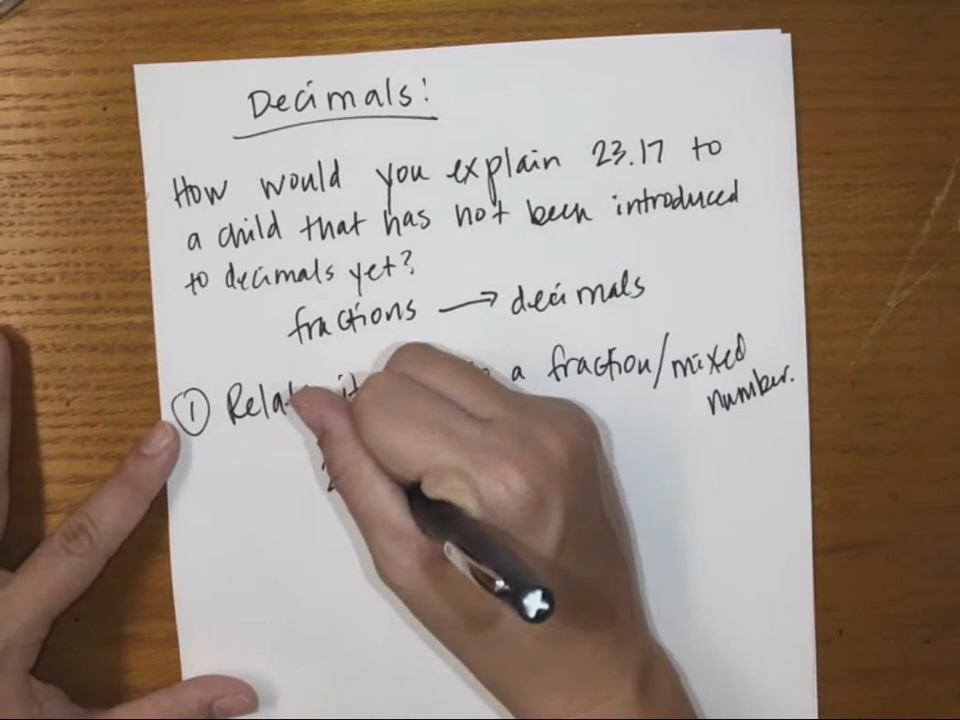 Decimals:
How would you explain 23.17 to
a child that has not been introduced
to decimals yet?
fractions → decimals
① a fraction/mixed
number.